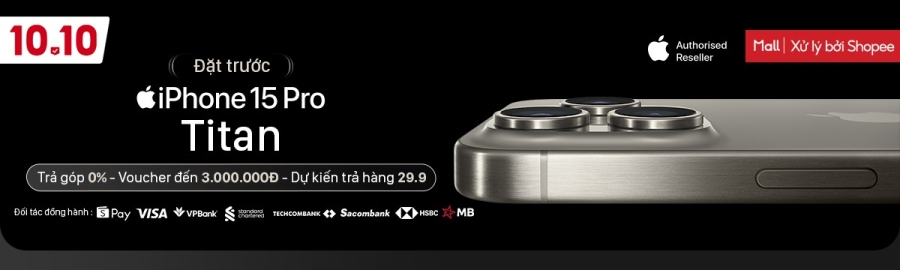 10.10
Authorised
Reseller
Mall | Xử lý bởi Shopee
Đặt trước
iPhone 15 Pro
Titan
Trả góp 0% - Voucher đến 3.000.000Đ - Dự kiến trả hàng 29.9
Đối tác đồng hành : S Pay VISA VPBank standard chartered TECHCOMBANK Sacombank HSBC MB